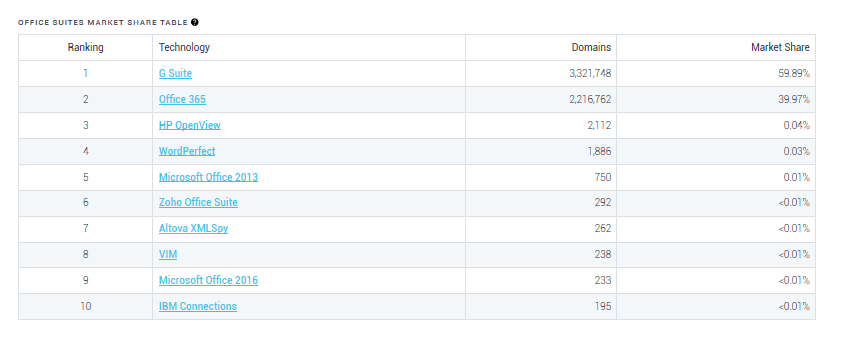 OFFICE SUITES MARKET SHARE TABLE ?
Ranking Technology Domains Market Share
1 G Suite 3,321,748 59.89%
2 Office 365 2,216,762 39.97%
3 HP OpenView 2,112 0.04%
4 WordPerfect 1,886 0.03%
5 Microsoft Office 2013 750 0.01%
6 Zoho Office Suite 292 <0.01%
7 Altova XMLSpy 262 <0.01%
8 VIM 238 <0.01%
9 Microsoft Office 2016 233 <0.01%
10 IBM Connections 195 <0.01%